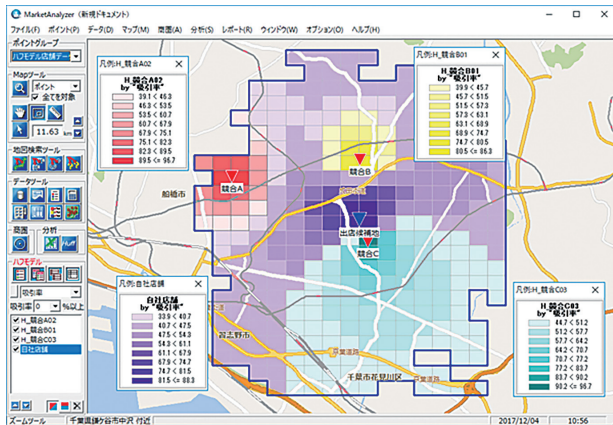 MarketAnalyzer （新規ドキュメント）
ファイル(F) ポイント(P) データ(D) マップ(M) 商圏(A) 分析(S) レポート(R) ウィンドウ(W) オプション(O) ヘルプ(H)
ポイントグループ
ハフモデル店舗データ
Mapツール
ポイント
全てを対象
11.63 km
地図検索ツール
データツール
商圏 分析
ハフモデル
吸引率
吸引率 0 %以上
H_競合A02
H_競合B01
H_競合C03
自社店舗
凡例:H_競合A02
H_競合A02
by "吸引率"
39.1 < 46.3
46.3 < 53.5
53.5 < 60.7
60.7 < 67.9
67.9 < 75.1
75.1 < 82.3
82.3 < 89.5
89.5 <= 96.7
凡例:H_競合B01
H_競合B01
by "吸引率"
39.9 < 45.7
45.7 < 51.5
51.5 < 57.3
57.3 < 63.1
63.1 < 68.9
68.9 < 74.7
74.7 < 80.5
80.5 <= 86.3
競合A
競合B
出店候補地
競合C
船橋市
習志野市
京葉道路
京葉道路
千葉市花見川区
凡例:自社店舗
自社店舗
by "吸引率"
33.9 < 40.7
40.7 < 47.5
47.5 < 54.3
54.3 < 61.1
61.1 < 67.9
67.9 < 74.7
74.7 < 81.5
81.5 <= 88.3
凡例:H_競合C03
H_競合C03
by "吸引率"
44.7 < 51.2
51.2 < 57.7
57.7 < 64.2
64.2 < 70.7
70.7 < 77.2
77.2 < 83.7
83.7 < 90.2
90.2 <= 96.7
ズームツール 千葉県鎌ケ谷市中沢 付近 2017/12/04 10:56